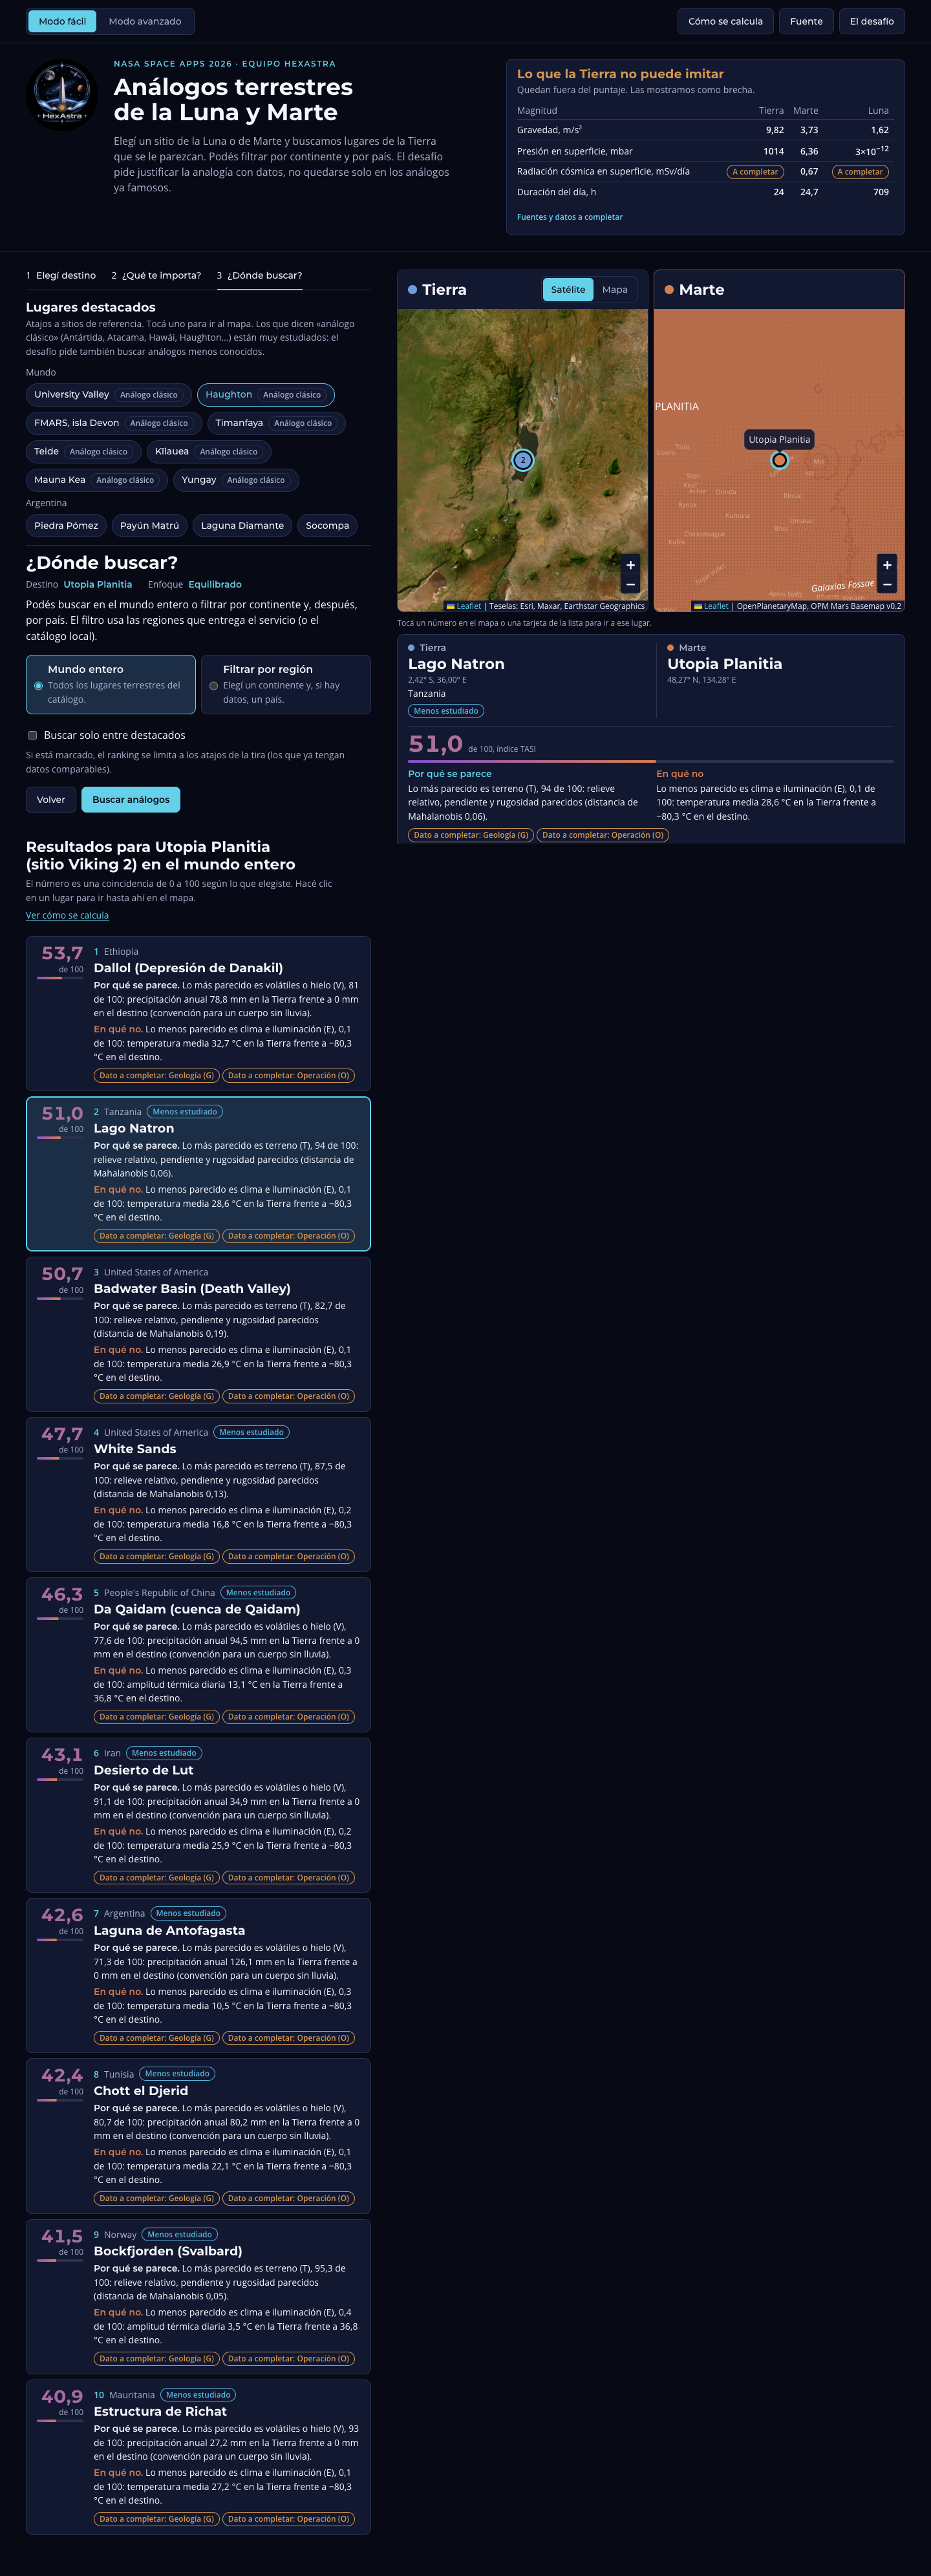 Modo fácil
Modo avanzado
Cómo se calcula
Fuente
El desafío
NASA SPACE APPS 2026 · EQUIPO HEXASTRA
Análogos terrestres
de la Luna y Marte
Elegí un sitio de la Luna o de Marte y buscamos lugares de la Tierra
que se le parezcan. Podés filtrar por continente y por país. El desafío
pide justificar la analogía con datos, no quedarse solo en los análogos
ya famosos.
HexAstra
Lo que la Tierra no puede imitar
Quedan fuera del puntaje. Las mostramos como brecha.
Magnitud Tierra Marte Luna
Gravedad, m/s² 9,82 3,73 1,62
Presión en superficie, mbar 1014 6,36 3×10⁻¹²
Radiación cósmica en superficie, mSv/día A completar 0,67 A completar
Duración del día, h 24 24,7 709
Fuentes y datos a completar
1 Elegí destino
2 ¿Qué te importa?
3 ¿Dónde buscar?
Lugares destacados
Atajos a sitios de referencia. Tocá uno para ir al mapa. Los que dicen «análogo
clásico» (Antártida, Atacama, Hawái, Haughton...) están muy estudiados: el
desafío pide también buscar análogos menos conocidos.
Mundo
University Valley Análogo clásico
Haughton Análogo clásico
FMARS, isla Devon Análogo clásico
Timanfaya Análogo clásico
Teide Análogo clásico
Kīlauea Análogo clásico
Mauna Kea Análogo clásico
Yungay Análogo clásico
Argentina
Piedra Pómez
Payún Matrú
Laguna Diamante
Socompa
¿Dónde buscar?
Destino Utopia Planitia Enfoque Equilibrado
Podés buscar en el mundo entero o filtrar por continente y, después,
por país. El filtro usa las regiones que entrega el servicio (o el
catálogo local).
Mundo entero
Todos los lugares terrestres del
catálogo.
Filtrar por región
Elegí un continente y, si hay
datos, un país.
Buscar solo entre destacados
Si está marcado, el ranking se limita a los atajos de la tira (los que ya tengan
datos comparables).
Volver
Buscar análogos
Tierra
Satélite
Mapa
2
+
−
Leaflet | Teselas: Esri, Maxar, Earthstar Geographics
Marte
PLANITIA
Utopia Planitia
Galaxias Fossae
+
−
Leaflet | OpenPlanetaryMap, OPM Mars Basemap v0.2
Tocá un número en el mapa o una tarjeta de la lista para ir a ese lugar.
Tierra
Lago Natron
2,42° S, 36,00° E
Tanzania
Menos estudiado
Marte
Utopia Planitia
48,27° N, 134,28° E
51,0 de 100, índice TASI
Por qué se parece
Lo más parecido es terreno (T), 94 de 100: relieve
relativo, pendiente y rugosidad parecidos (distancia de
Mahalanobis 0,06).
En qué no
Lo menos parecido es clima e iluminación (E), 0,1 de
100: temperatura media 28,6 °C en la Tierra frente a
−80,3 °C en el destino.
Dato a completar: Geología (G)
Dato a completar: Operación (O)
Resultados para Utopia Planitia
(sitio Viking 2) en el mundo entero
El número es una coincidencia de 0 a 100 según lo que elegiste. Hacé clic
en un lugar para ir hasta ahí en el mapa.
Ver cómo se calcula
53,7
de 100
1 Ethiopia
Dallol (Depresión de Danakil)
Por qué se parece. Lo más parecido es volátiles o hielo (V), 81
de 100: precipitación anual 78,8 mm en la Tierra frente a 0 mm
en el destino (convención para un cuerpo sin lluvia).
En qué no. Lo menos parecido es clima e iluminación (E), 0,1
de 100: temperatura media 32,7 °C en la Tierra frente a −80,3
°C en el destino.
Dato a completar: Geología (G)
Dato a completar: Operación (O)
51,0
de 100
2 Tanzania Menos estudiado
Lago Natron
Por qué se parece. Lo más parecido es terreno (T), 94 de 100:
relieve relativo, pendiente y rugosidad parecidos (distancia de
Mahalanobis 0,06).
En qué no. Lo menos parecido es clima e iluminación (E), 0,1
de 100: temperatura media 28,6 °C en la Tierra frente a −80,3
°C en el destino.
Dato a completar: Geología (G)
Dato a completar: Operación (O)
50,7
de 100
3 United States of America
Badwater Basin (Death Valley)
Por qué se parece. Lo más parecido es terreno (T), 82,7 de
100: relieve relativo, pendiente y rugosidad parecidos
(distancia de Mahalanobis 0,19).
En qué no. Lo menos parecido es clima e iluminación (E), 0,1
de 100: temperatura media 26,9 °C en la Tierra frente a −80,3
°C en el destino.
Dato a completar: Geología (G)
Dato a completar: Operación (O)
47,7
de 100
4 United States of America Menos estudiado
White Sands
Por qué se parece. Lo más parecido es terreno (T), 87,5 de
100: relieve relativo, pendiente y rugosidad parecidos
(distancia de Mahalanobis 0,13).
En qué no. Lo menos parecido es clima e iluminación (E), 0,2
de 100: temperatura media 16,8 °C en la Tierra frente a −80,3
°C en el destino.
Dato a completar: Geología (G)
Dato a completar: Operación (O)
46,3
de 100
5 People's Republic of China Menos estudiado
Da Qaidam (cuenca de Qaidam)
Por qué se parece. Lo más parecido es volátiles o hielo (V),
77,6 de 100: precipitación anual 94,5 mm en la Tierra frente a 0
mm en el destino (convención para un cuerpo sin lluvia).
En qué no. Lo menos parecido es clima e iluminación (E), 0,3
de 100: amplitud térmica diaria 13,1 °C en la Tierra frente a
36,8 °C en el destino.
Dato a completar: Geología (G)
Dato a completar: Operación (O)
43,1
de 100
6 Iran Menos estudiado
Desierto de Lut
Por qué se parece. Lo más parecido es volátiles o hielo (V),
91,1 de 100: precipitación anual 34,9 mm en la Tierra frente a 0
mm en el destino (convención para un cuerpo sin lluvia).
En qué no. Lo menos parecido es clima e iluminación (E), 0,2
de 100: temperatura media 25,9 °C en la Tierra frente a −80,3
°C en el destino.
Dato a completar: Geología (G)
Dato a completar: Operación (O)
42,6
de 100
7 Argentina Menos estudiado
Laguna de Antofagasta
Por qué se parece. Lo más parecido es volátiles o hielo (V),
71,3 de 100: precipitación anual 126,1 mm en la Tierra frente a
0 mm en el destino (convención para un cuerpo sin lluvia).
En qué no. Lo menos parecido es clima e iluminación (E), 0,3
de 100: temperatura media 10,5 °C en la Tierra frente a −80,3
°C en el destino.
Dato a completar: Geología (G)
Dato a completar: Operación (O)
42,4
de 100
8 Tunisia Menos estudiado
Chott el Djerid
Por qué se parece. Lo más parecido es volátiles o hielo (V),
80,7 de 100: precipitación anual 80,2 mm en la Tierra frente a 0
mm en el destino (convención para un cuerpo sin lluvia).
En qué no. Lo menos parecido es clima e iluminación (E), 0,1
de 100: temperatura media 22,1 °C en la Tierra frente a −80,3
°C en el destino.
Dato a completar: Geología (G)
Dato a completar: Operación (O)
41,5
de 100
9 Norway Menos estudiado
Bockfjorden (Svalbard)
Por qué se parece. Lo más parecido es terreno (T), 95,3 de
100: relieve relativo, pendiente y rugosidad parecidos
(distancia de Mahalanobis 0,05).
En qué no. Lo menos parecido es clima e iluminación (E), 0,4
de 100: amplitud térmica diaria 3,5 °C en la Tierra frente a 36,8
°C en el destino.
Dato a completar: Geología (G)
Dato a completar: Operación (O)
40,9
de 100
10 Mauritania Menos estudiado
Estructura de Richat
Por qué se parece. Lo más parecido es volátiles o hielo (V), 93
de 100: precipitación anual 27,2 mm en la Tierra frente a 0 mm
en el destino (convención para un cuerpo sin lluvia).
En qué no. Lo menos parecido es clima e iluminación (E), 0,1
de 100: temperatura media 27,2 °C en la Tierra frente a −80,3
°C en el destino.
Dato a completar: Geología (G)
Dato a completar: Operación (O)